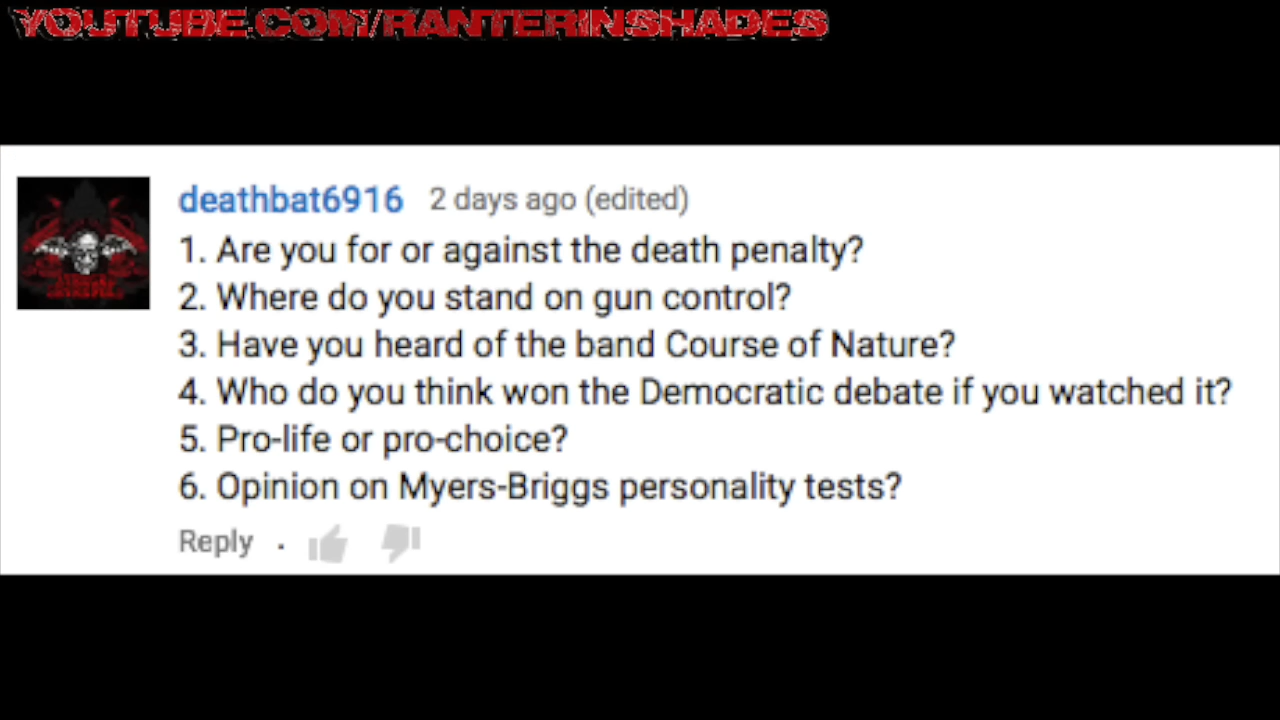 YOUTUBE.COM/RANTERINSHADES
deathbat6916 2 days ago (edited)
1. Are you for or against the death penalty?
2. Where do you stand on gun control?
3. Have you heard of the band Course of Nature?
4. Who do you think won the Democratic debate if you watched it?
5. Pro-life or pro-choice?
6. Opinion on Myers-Briggs personality tests?
Reply .